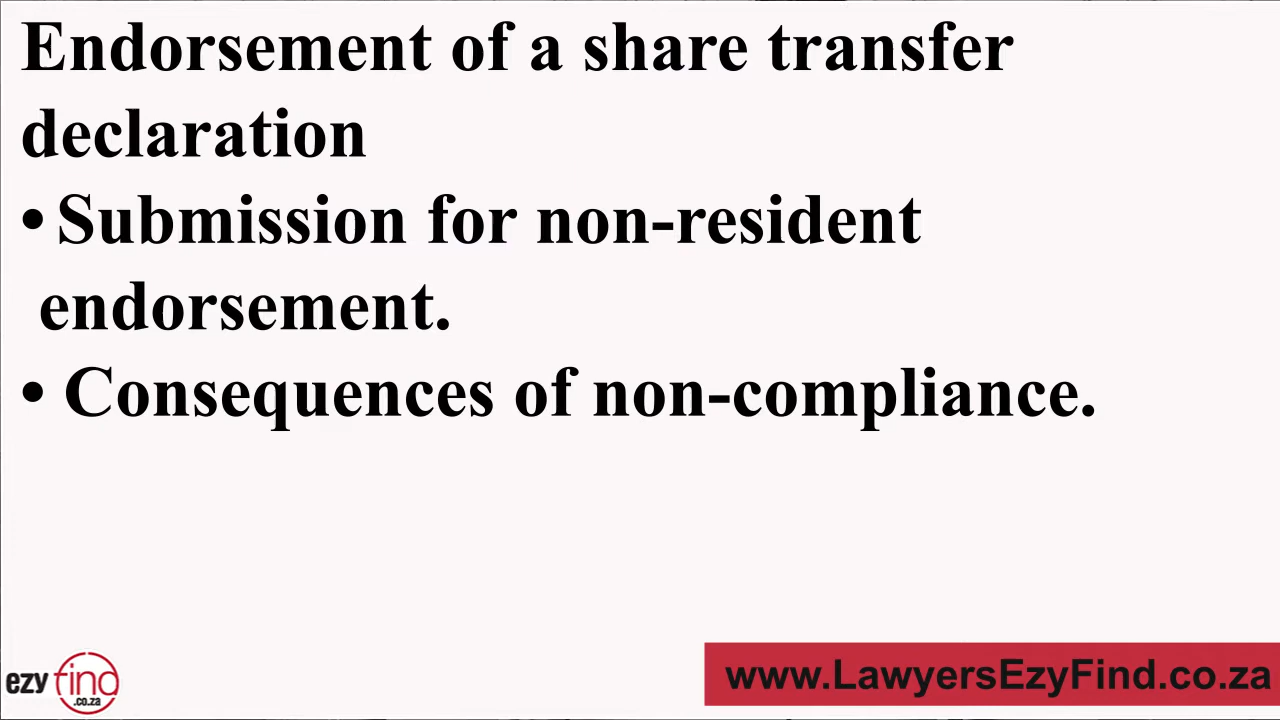 Endorsement of a share transfer
declaration
• Submission for non-resident
endorsement.
• Consequences of non-compliance.
ezy find
.co.za
www.LawyersEzyFind.co.za